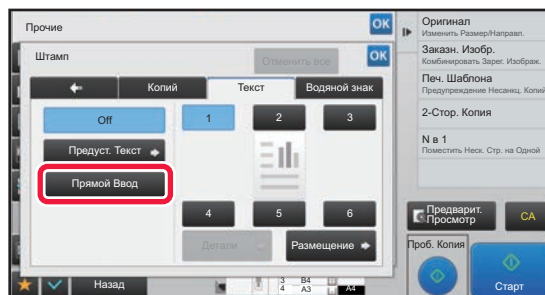 Прочие
OK
Штамп
Отменить все
OK
Копий
Текст
Водяной знак
Off
1
2
3
Предуст. Текст
Прямой Ввод
4
5
6
Детали
Размещение
Назад
3 B4
4 A3
A4
Оригинал
Изменить Размер/Направл.
Заказн. Изобр.
Комбинировать Зарег. Изображ.
Печ. Шаблона
Предупреждение Несанкц. Копий
2-Стор. Копия
N в 1
Поместить Неск. Стр. на Одной
Предварит.
Просмотр
CA
Проб. Копия
Старт